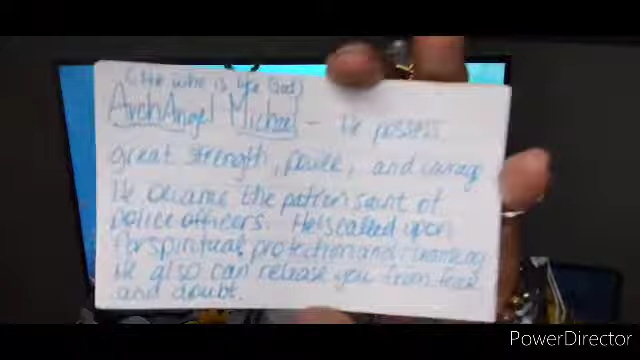 (He who is like God)
ArchAngel Michael - He possess
great strength, power, and courage
He became the patron saint of
police officers. He is called upon
for spiritual protection and
He also can release you from fear
and doubt.
PowerDirector